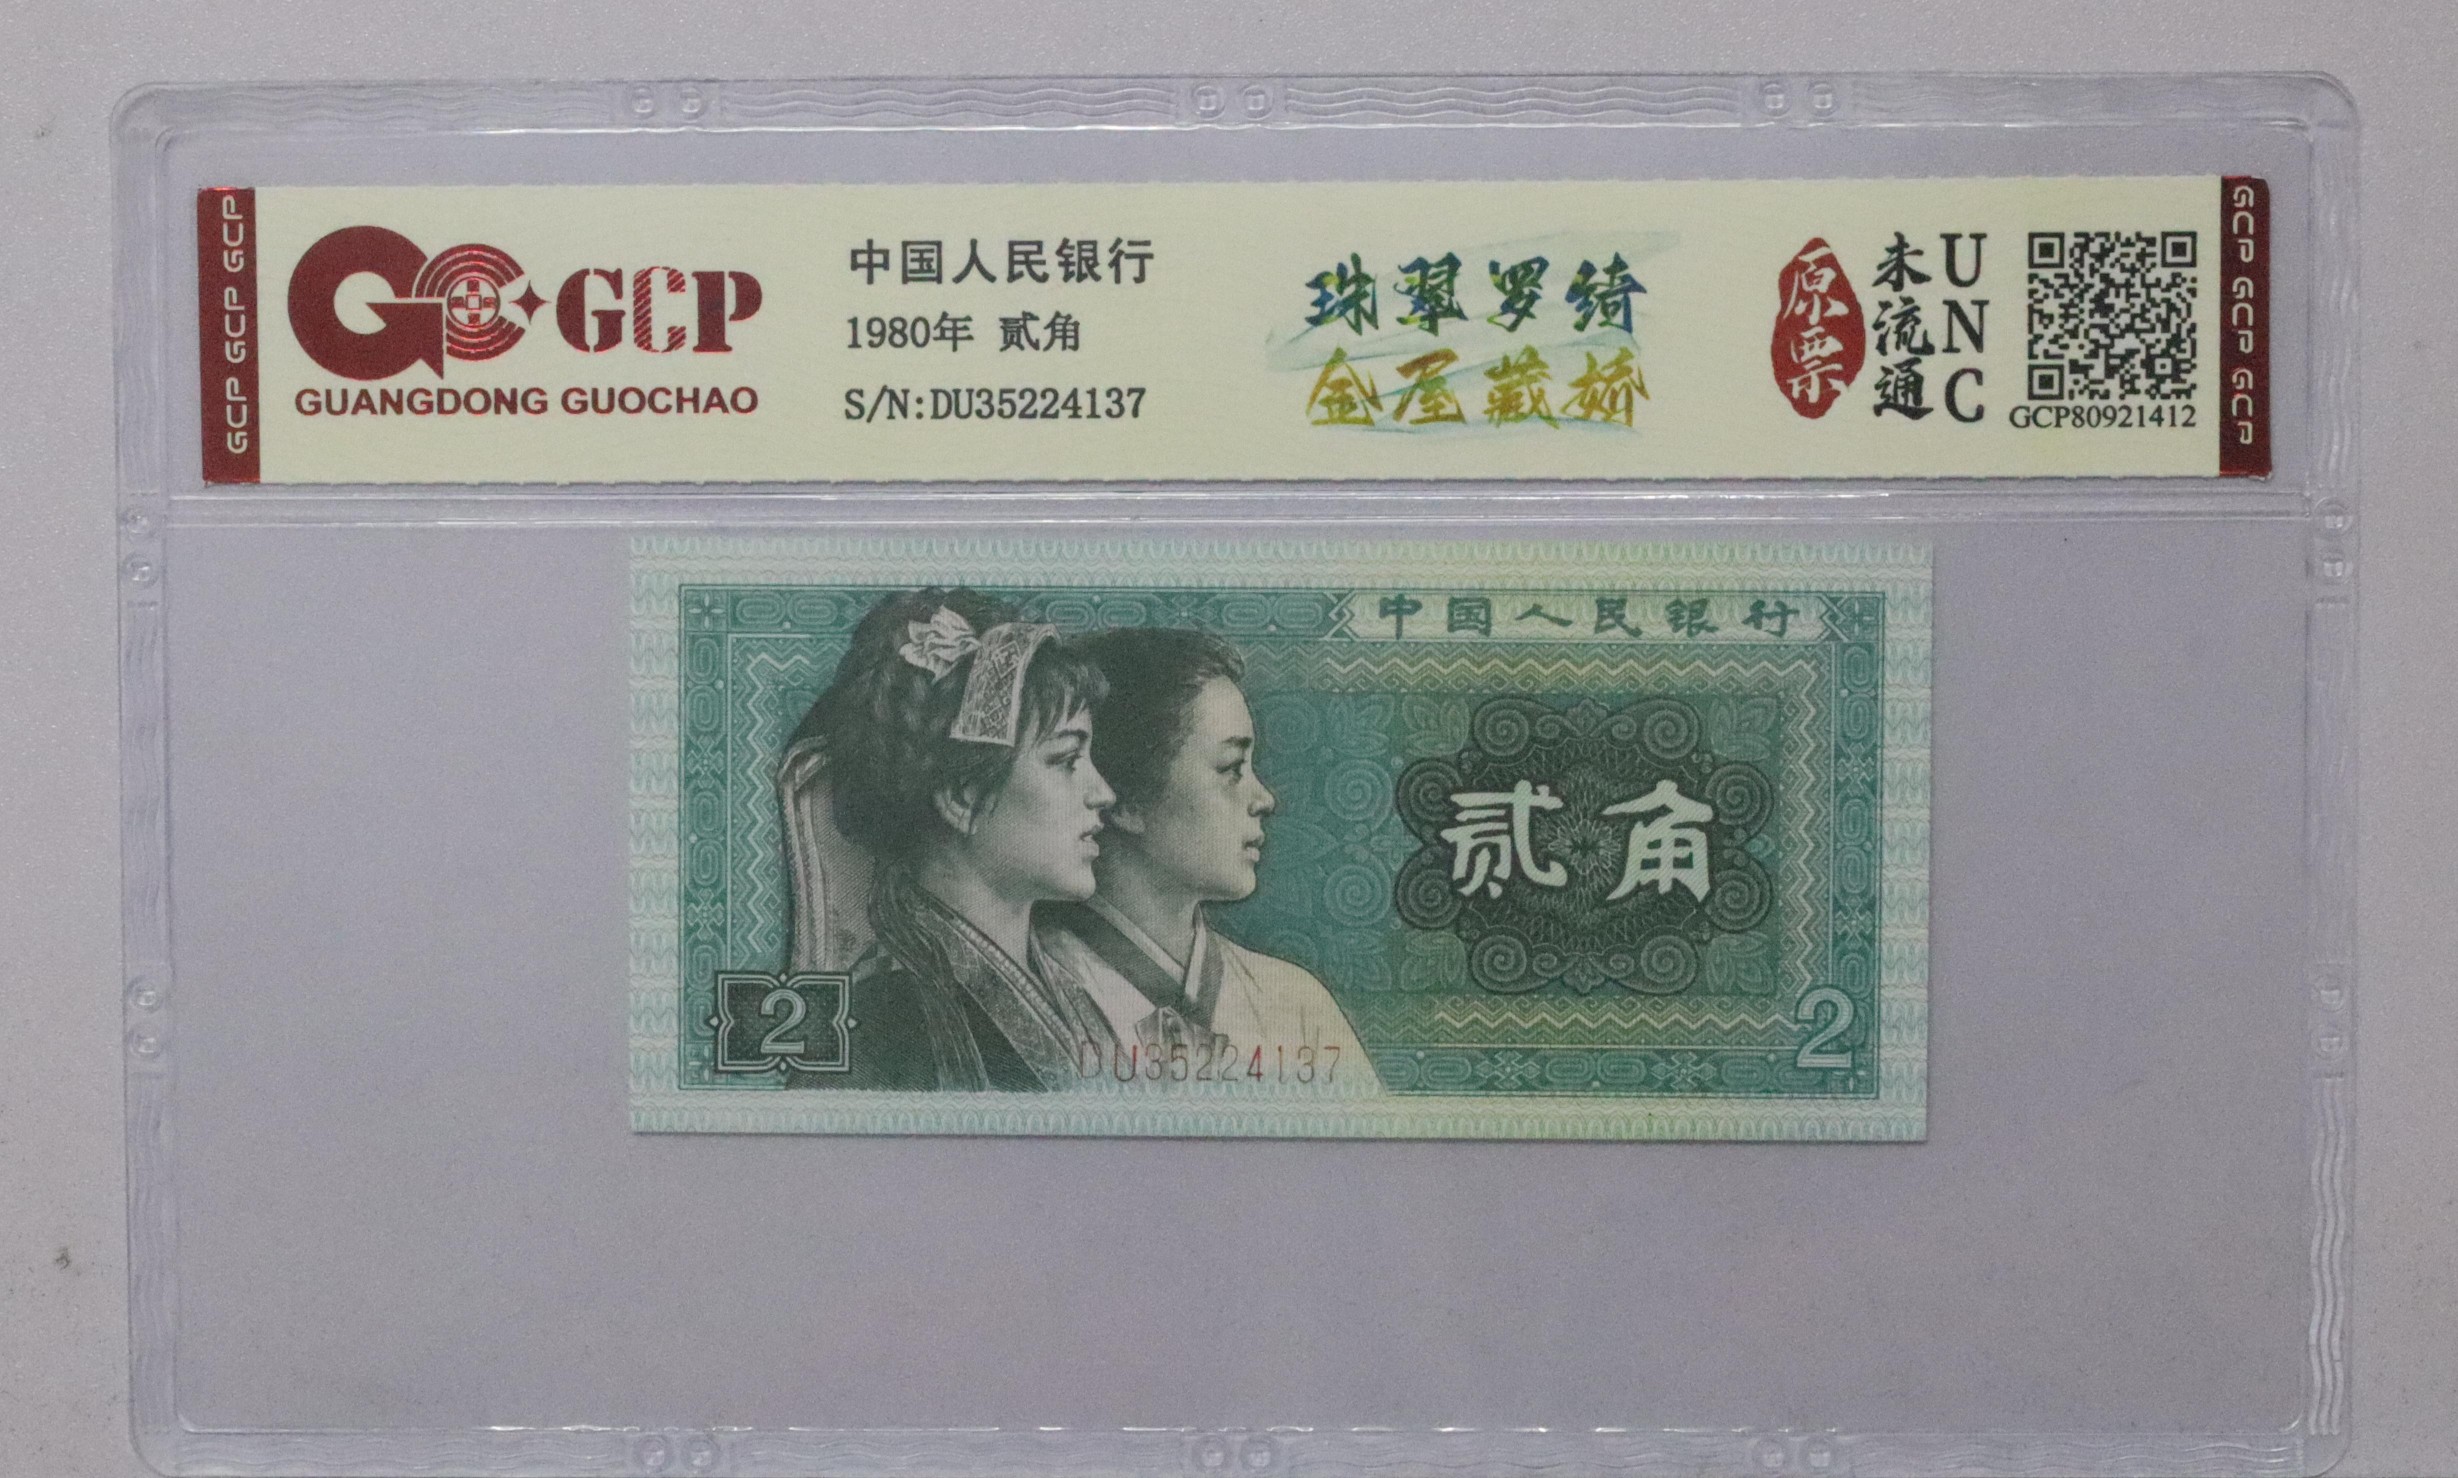 GCP GCP GCP
GCP
GUANGDONG GUOCHAO
中国人民银行
1980年 贰角
S/N:DU35224137
珠翠罗绮
金屋藏娇
原票
未流通
UNC
GCP80921412
GCP GCP GCP
中国人民银行
贰角
2
DU35224137
2